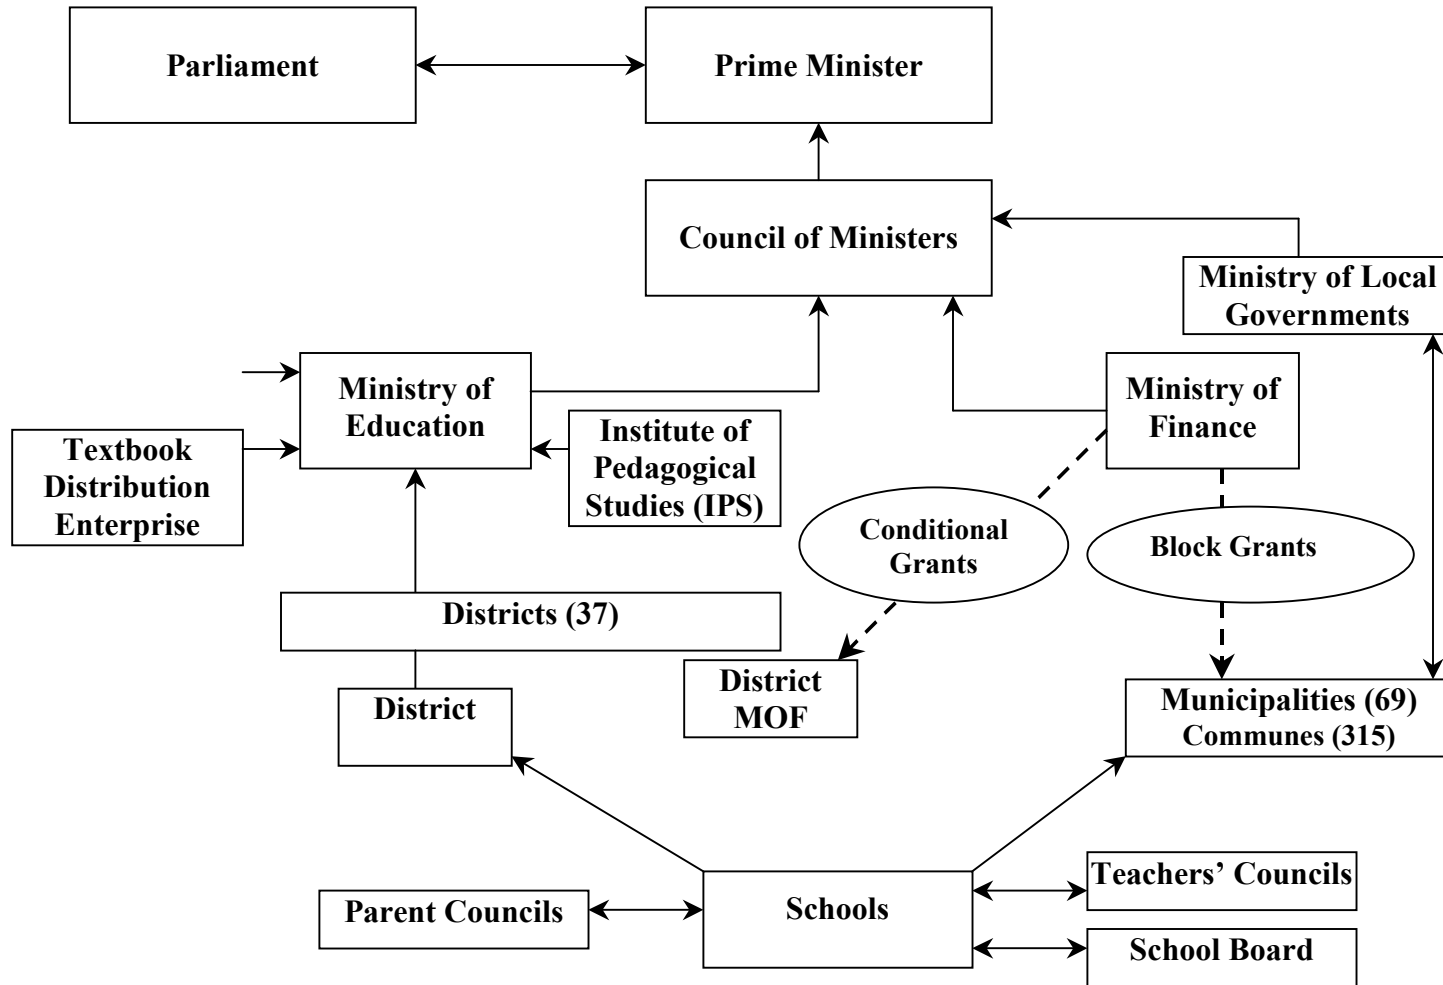 Parliament
Prime Minister
Council of Ministers
Ministry of Local
Governments
Ministry of
Education
Ministry of
Finance
Textbook
Distribution
Enterprise
Institute of
Pedagogical
Studies (IPS)
Conditional
Grants
Block Grants
Districts (37)
District
District
MOF
Municipalities (69)
Communes (315)
Schools
Parent Councils
Teachers’ Councils
School Board